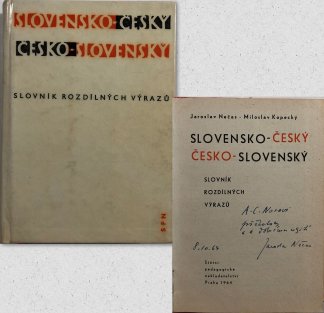 SLOVENSKO-ČESKÝ
ČESKO-SLOVENSKÝ
SLOVNÍK ROZDÍLNÝCH VÝRAZŮ
SPN
Jaroslav Nečas - Miloslav Kopecký
SLOVENSKO-ČESKÝ
ČESKO-SLOVENSKÝ
SLOVNÍK
ROZDÍLNÝCH
VÝRAZŮ
Jaroslav Nečas
Státní
pedagogické
nakladatelství
Praha 1964